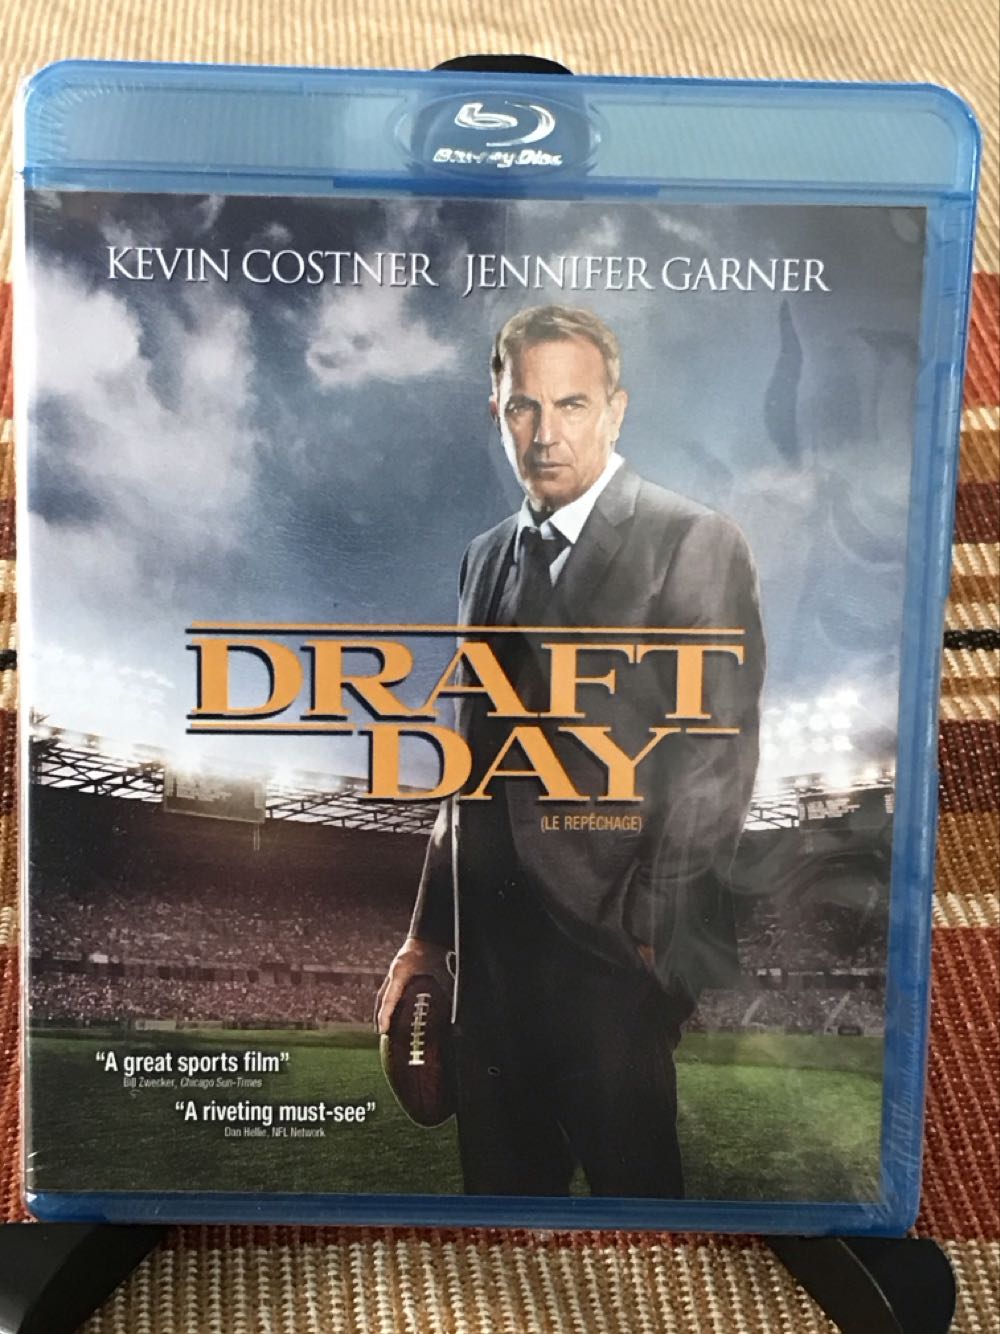 Blu-ray Disc
KEVIN COSTNER JENNIFER GARNER
DRAFT
DAY
(LE REPÊCHAGE)
“A great sports film”
Bill Zwecker, Chicago Sun-Times
“A riveting must-see”
Dan Hellie, NFL Network